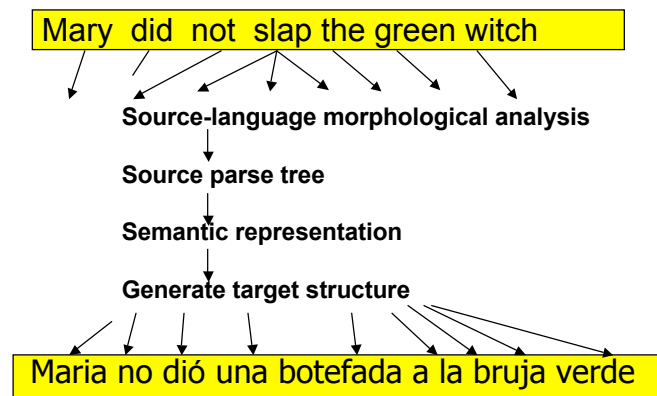 Mary did not slap the green witch
Source-language morphological analysis
Source parse tree
Semantic representation
Generate target structure
Maria no dió una botefada a la bruja verde